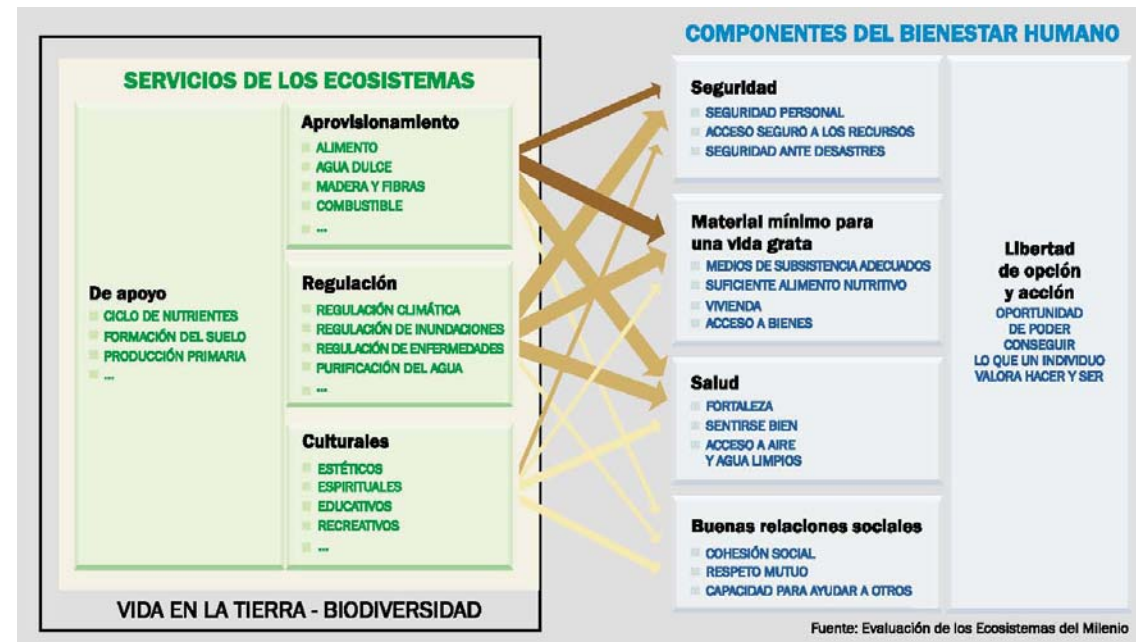 SERVICIOS DE LOS ECOSISTEMAS
De apoyo
CICLO DE NUTRIENTES
FORMACIÓN DEL SUELO
PRODUCCIÓN PRIMARIA
...
Aprovisionamiento
ALIMENTO
AGUA DULCE
MADERA Y FIBRAS
COMBUSTIBLE
...
Regulación
REGULACIÓN CLIMÁTICA
REGULACIÓN DE INUNDACIONES
REGULACIÓN DE ENFERMEDADES
PURIFICACIÓN DEL AGUA
...
Culturales
ESTÉTICOS
ESPIRITUALES
EDUCATIVOS
RECREATIVOS
...
VIDA EN LA TIERRA - BIODIVERSIDAD
COMPONENTES DEL BIENESTAR HUMANO
Seguridad
SEGURIDAD PERSONAL
ACCESO SEGURO A LOS RECURSOS
SEGURIDAD ANTE DESASTRES
Material mínimo para
una vida grata
MEDIOS DE SUBSISTENCIA ADECUADOS
SUFICIENTE ALIMENTO NUTRITIVO
VIVIENDA
ACCESO A BIENES
Salud
FORTALEZA
SENTIRSE BIEN
ACCESO A AIRE
Y AGUA LIMPIOS
Buenas relaciones sociales
COHESIÓN SOCIAL
RESPETO MUTUO
CAPACIDAD PARA AYUDAR A OTROS
Libertad
de opción
y acción
OPORTUNIDAD
DE PODER
CONSEGUIR
LO QUE UN INDIVIDUO
VALORA HACER Y SER
Fuente: Evaluación de los Ecosistemas del Milenio